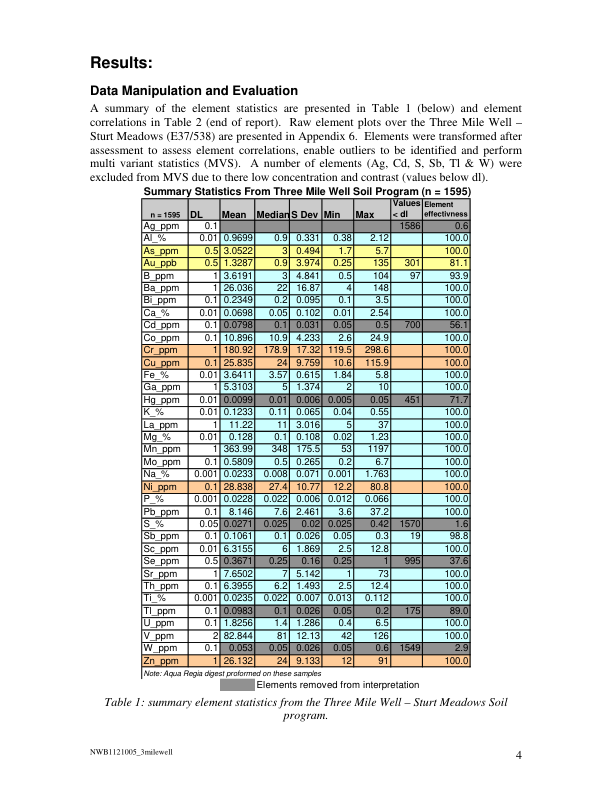 Results:
Data Manipulation and Evaluation
A summary of the element statistics are presented in Table 1 (below) and element
correlations in Table 2 (end of report). Raw element plots over the Three Mile Well –
Sturt Meadows (E37/538) are presented in Appendix 6. Elements were transformed after
assessment to assess element correlations, enable outliers to be identified and perform
multi variant statistics (MVS). A number of elements (Ag, Cd, S, Sb, Tl & W) were
excluded from MVS due to there low concentration and contrast (values below dl).
Summary Statistics From Three Mile Well Soil Program (n = 1595)
n = 1595 DL Mean Median S Dev Min Max Values < dl Element effectivness
Ag_ppm 0.1 1586 0.6
Al_% 0.01 0.9699 0.9 0.331 0.38 2.12 100.0
As_ppm 0.5 3.0522 3 0.494 1.7 5.7 100.0
Au_ppb 0.5 1.3287 0.9 3.974 0.25 135 301 81.1
B_ppm 1 3.6191 3 4.841 0.5 104 97 93.9
Ba_ppm 1 26.036 22 16.87 4 148 100.0
Bi_ppm 0.1 0.2349 0.2 0.095 0.1 3.5 100.0
Ca_% 0.01 0.0698 0.05 0.102 0.01 2.54 100.0
Cd_ppm 0.1 0.0798 0.1 0.031 0.05 0.5 700 56.1
Co_ppm 0.1 10.896 10.9 4.233 2.6 24.9 100.0
Cr_ppm 1 180.92 178.9 17.32 119.5 298.6 100.0
Cu_ppm 0.1 25.835 24 9.759 10.6 115.9 100.0
Fe_% 0.01 3.6411 3.57 0.615 1.84 5.8 100.0
Ga_ppm 1 5.3103 5 1.374 2 10 100.0
Hg_ppm 0.01 0.0099 0.01 0.006 0.005 0.05 451 71.7
K_% 0.01 0.1233 0.11 0.065 0.04 0.55 100.0
La_ppm 1 11.22 11 3.016 5 37 100.0
Mg_% 0.01 0.128 0.1 0.108 0.02 1.23 100.0
Mn_ppm 1 363.99 348 175.5 53 1197 100.0
Mo_ppm 0.1 0.5809 0.5 0.265 0.2 6.7 100.0
Na_% 0.001 0.0233 0.008 0.071 0.001 1.763 100.0
Ni_ppm 0.1 28.838 27.4 10.77 12.2 80.8 100.0
P_% 0.001 0.0228 0.022 0.006 0.012 0.066 100.0
Pb_ppm 0.1 8.146 7.6 2.461 3.6 37.2 100.0
S_% 0.05 0.0271 0.025 0.02 0.025 0.42 1570 1.6
Sb_ppm 0.1 0.1061 0.1 0.026 0.05 0.3 19 98.8
Sc_ppm 0.01 6.3155 6 1.869 2.5 12.8 100.0
Se_ppm 0.5 0.3671 0.25 0.16 0.25 1 995 37.6
Sr_ppm 1 7.6502 7 5.142 1 73 100.0
Th_ppm 0.1 6.3955 6.2 1.493 2.5 12.4 100.0
Ti_% 0.001 0.0235 0.022 0.007 0.013 0.112 100.0
Tl_ppm 0.1 0.0983 0.1 0.026 0.05 0.2 175 89.0
U_ppm 0.1 1.8256 1.4 1.286 0.4 6.5 100.0
V_ppm 2 82.844 81 12.13 42 126 100.0
W_ppm 0.1 0.053 0.05 0.026 0.05 0.6 1549 2.9
Zn_ppm 1 26.132 24 9.133 12 91 100.0
Note: Aqua Regia digest proformed on these samples
Elements removed from interpretation
Table 1: summary element statistics from the Three Mile Well – Sturt Meadows Soil
program.
NWB1121005_3milewell 4